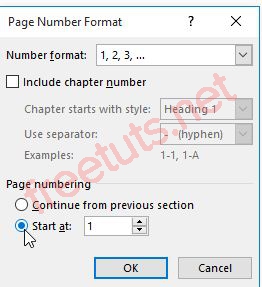 Page Number Format ? ×
Number format: 1, 2, 3, ...
Include chapter number
Chapter starts with style: Heading 1
Use separator: - (hyphen)
Examples: 1-1, 1-A
Page numbering
Continue from previous section
Start at: 1
OK Cancel
freetuts.net